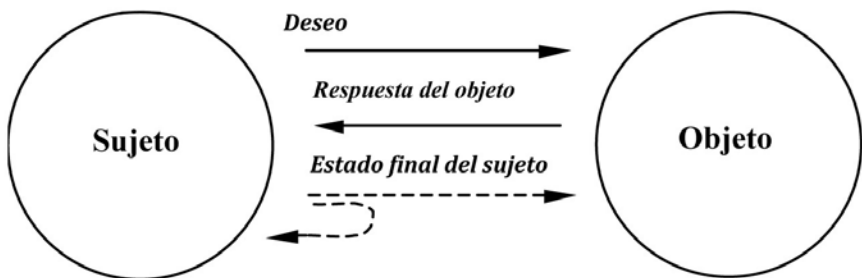 Deseo
Respuesta del objeto
Sujeto
Objeto
Estado final del sujeto